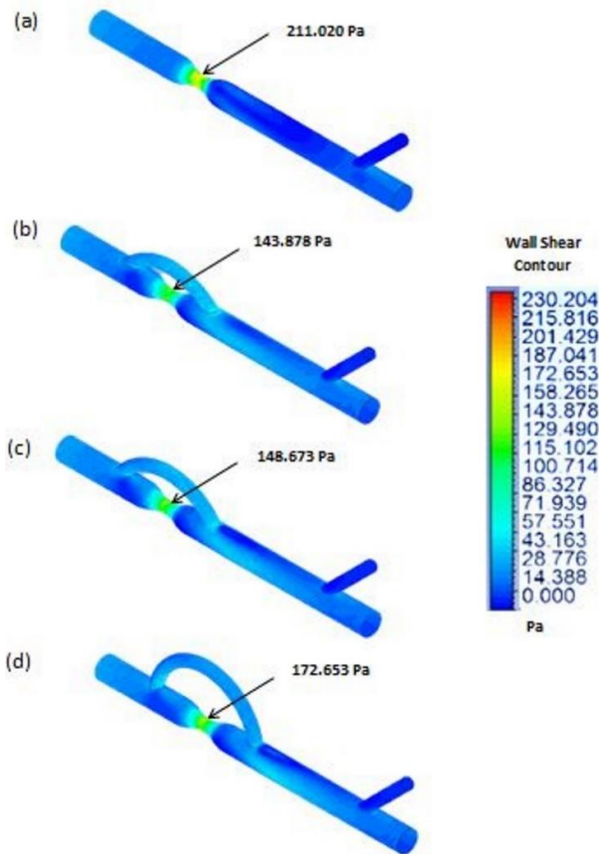 (a)
211.020 Pa
(b)
143.878 Pa
(c)
148.673 Pa
(d)
172.653 Pa
Wall Shear
Contour
230.204
215.816
201.429
187.041
172.653
158.265
143.878
129.490
115.102
100.714
86.327
71.939
57.551
43.163
28.776
14.388
0.000
Pa